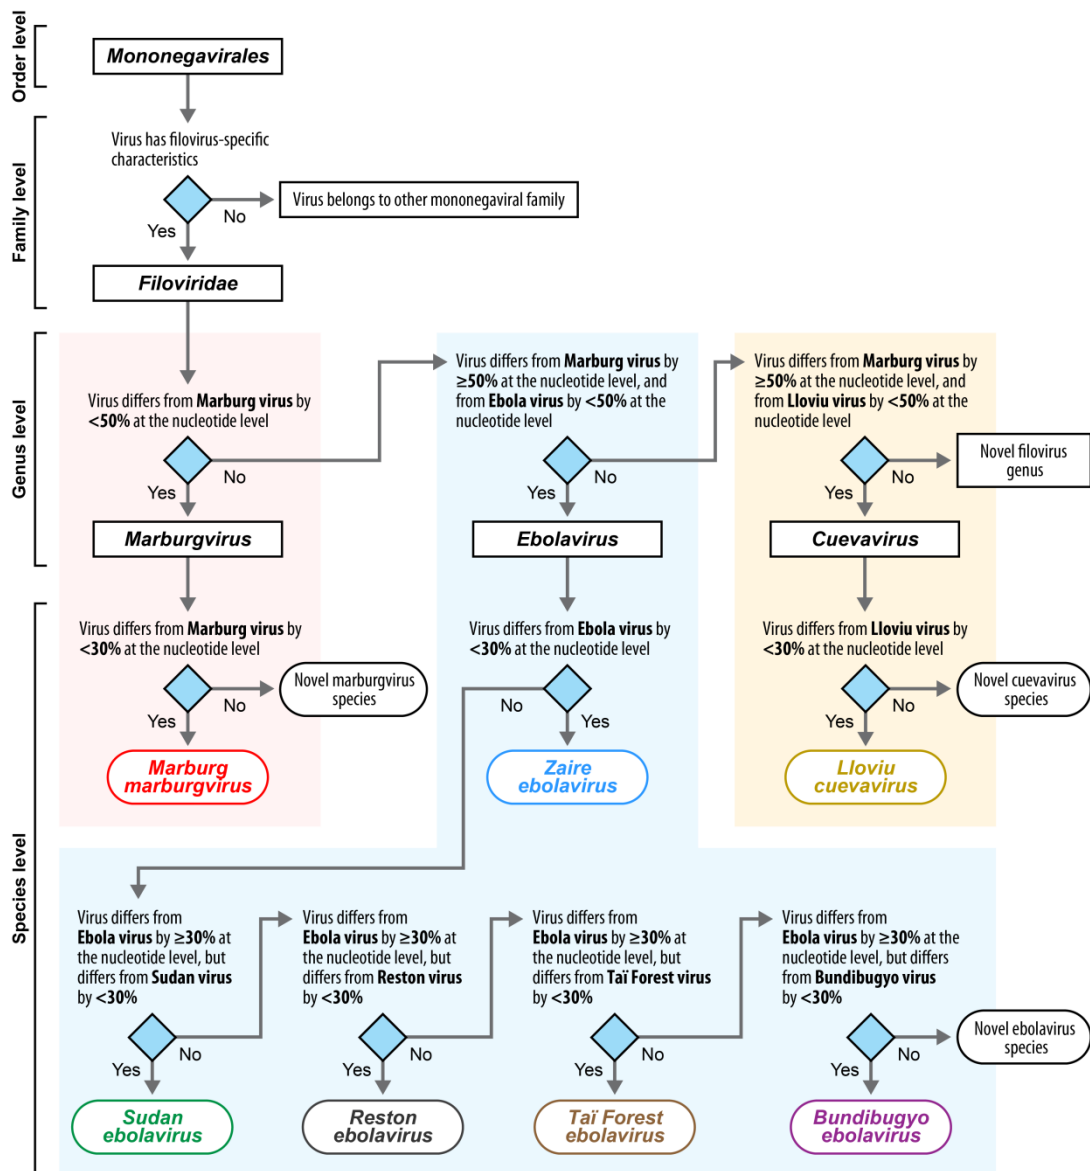 Order level
Mononegavirales
Family level
Virus has filovirus-specific
characteristics
No
Virus belongs to other mononegaviral family
Yes
Filoviridae
Genus level
Virus differs from Marburg virus by
<50% at the nucleotide level
No
Yes
Marburgvirus
Virus differs from Marburg virus by
≥50% at the nucleotide level, and
from Ebola virus by <50% at the
nucleotide level
No
Yes
Ebolavirus
Virus differs from Marburg virus by
≥50% at the nucleotide level, and
from Lloviu virus by <50% at the
nucleotide level
No
Novel filovirus
genus
Yes
Cuevavirus
Species level
Virus differs from Marburg virus by
<30% at the nucleotide level
No
Novel marburgvirus
species
Yes
Marburg
marburgvirus
Virus differs from Ebola virus by
<30% at the nucleotide level
No
Yes
Zaire
ebolavirus
Virus differs from Lloviu virus by
<30% at the nucleotide level
No
Novel cuevavirus
species
Yes
Lloviu
cuevavirus
Virus differs from
Ebola virus by ≥30% at
the nucleotide level, but
differs from Sudan virus
by <30%
No
Yes
Sudan
ebolavirus
Virus differs from
Ebola virus by ≥30% at
the nucleotide level, but
differs from Reston virus
by <30%
No
Yes
Reston
ebolavirus
Virus differs from
Ebola virus by ≥30% at
the nucleotide level, but
differs from Taï Forest virus
by <30%
No
Yes
Taï Forest
ebolavirus
Virus differs from
Ebola virus by ≥30% at the
nucleotide level, but differs
from Bundibugyo virus
by <30%
No
Novel ebolavirus
species
Yes
Bundibugyo
ebolavirus